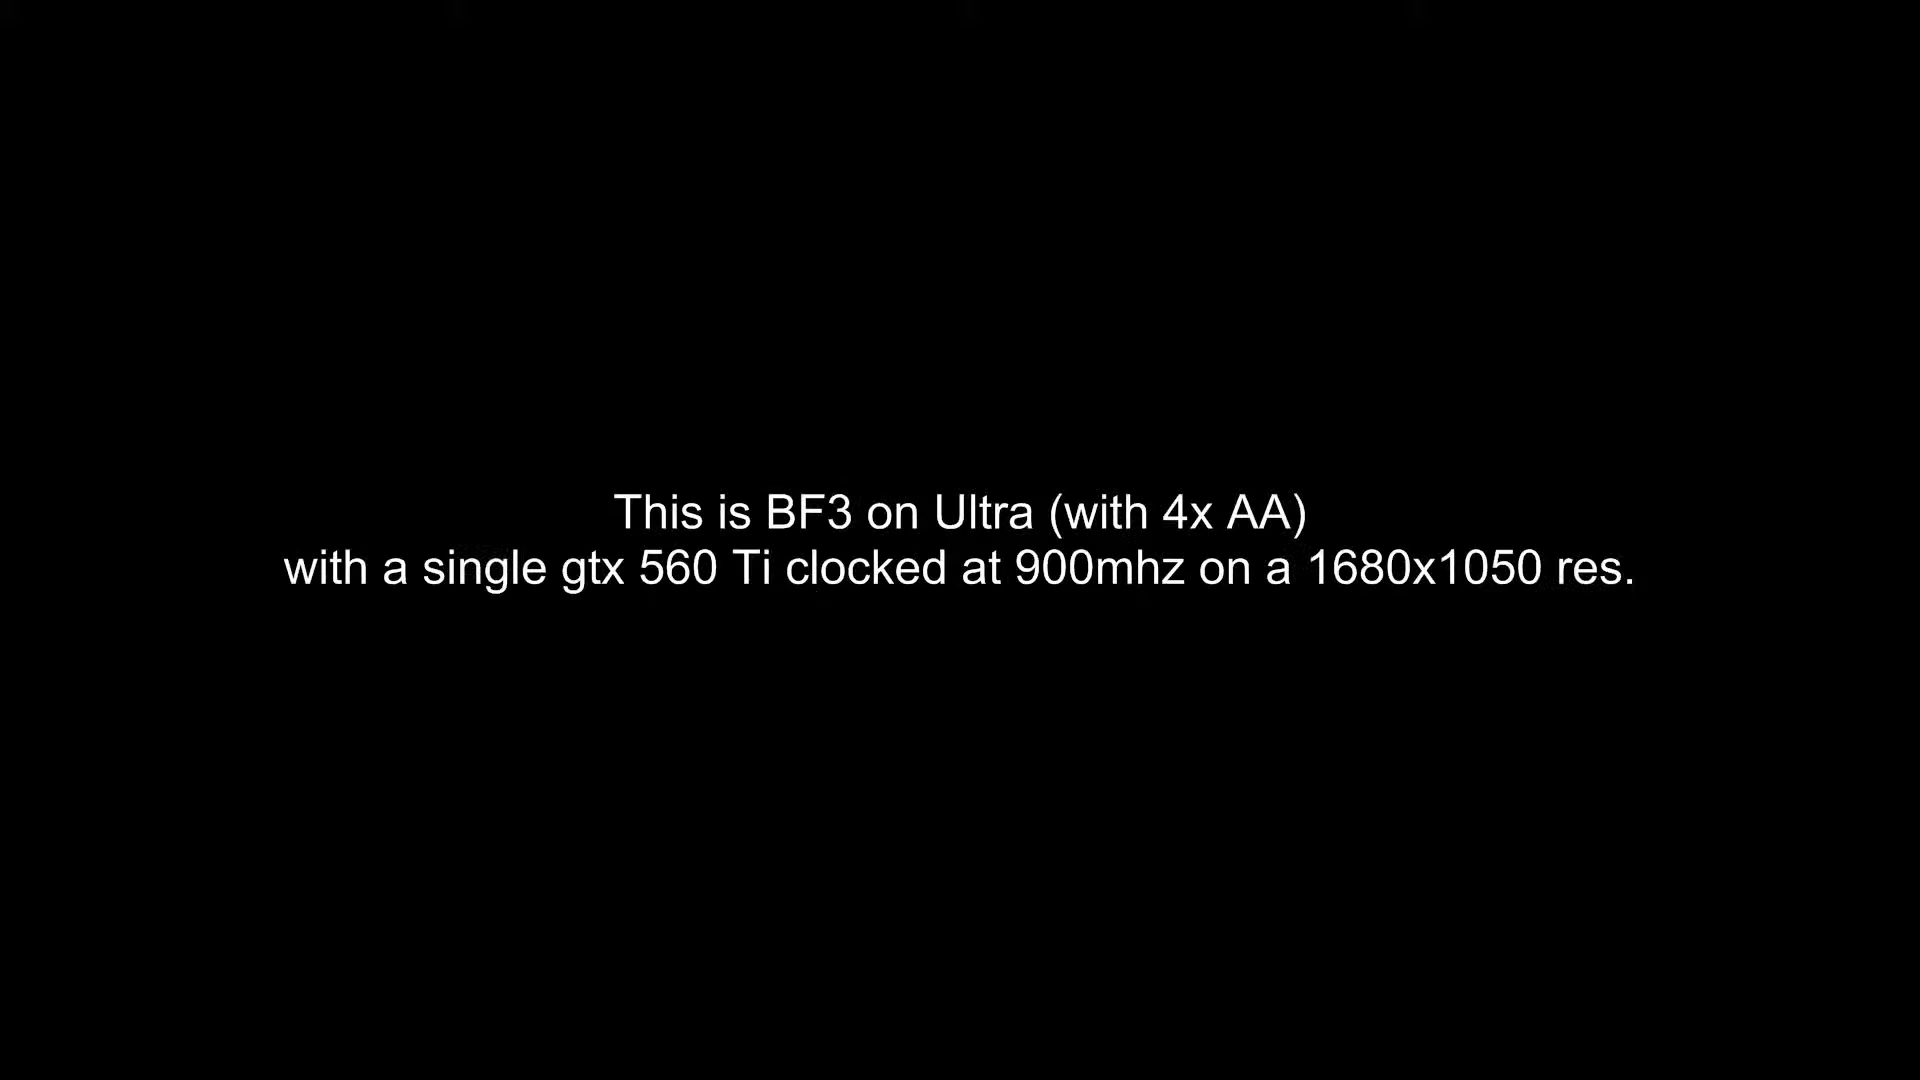 This is BF3 on Ultra (with 4x AA)
with a single gtx 560 Ti clocked at 900mhz on a 1680x1050 res.